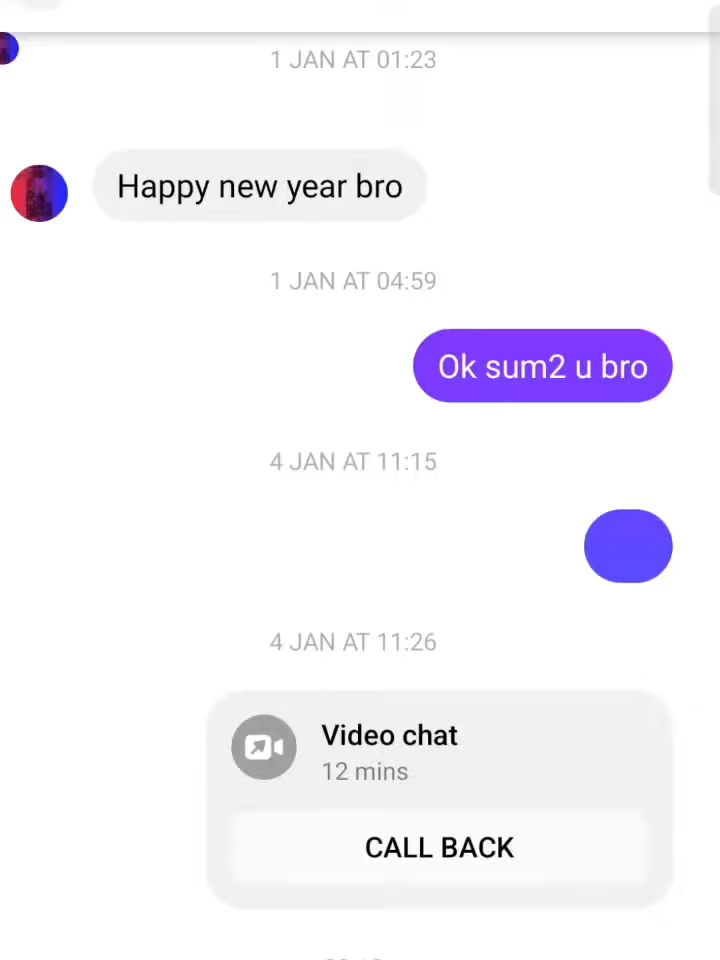 1 JAN AT 01:23
Happy new year bro
1 JAN AT 04:59
Ok sum2 u bro
4 JAN AT 11:15
4 JAN AT 11:26
Video chat
12 mins
CALL BACK